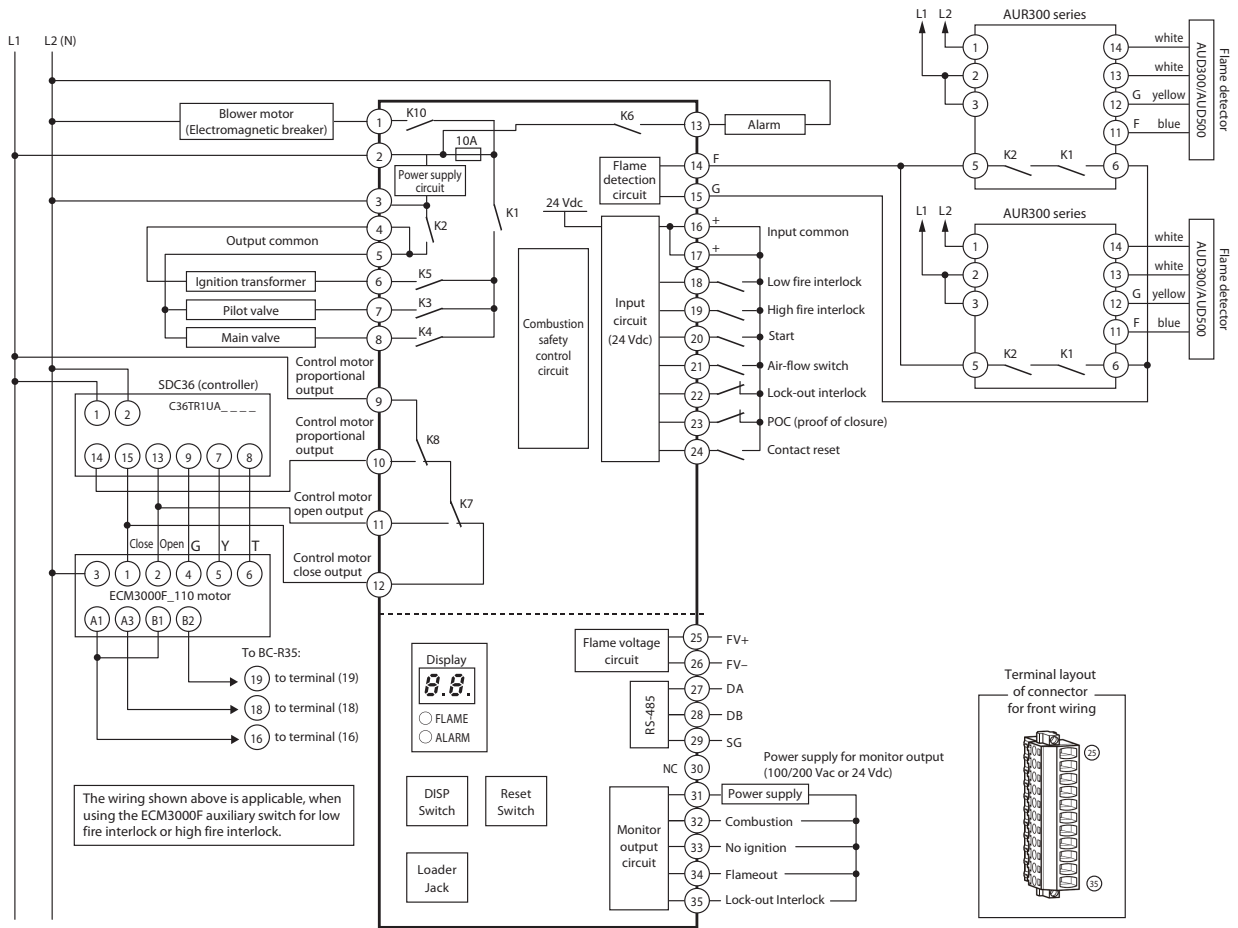 L1
L2 (N)
Blower motor
(Electromagnetic breaker)
1
K10
K6
13
Alarm
2
10A
Power supply
circuit
3
K2
K1
4
Output common
5
Ignition transformer
6
K5
Pilot valve
7
K3
Main valve
8
K4
Control motor
proportional
output
9
Control motor
proportional
output
10
K8
Control motor
open output
11
K7
Control motor
close output
12
SDC36 (controller)
C36TR1UA_ _ _ _
1
2
14
15
13
9
7
8
Close
Open
G
Y
T
3
1
2
4
5
6
ECM3000F_110 motor
A1
A3
B1
B2
To BC-R35:
19
to terminal (19)
18
to terminal (18)
16
to terminal (16)
The wiring shown above is applicable, when
using the ECM3000F auxiliary switch for low
fire interlock or high fire interlock.
Combustion
safety
control
circuit
24 Vdc
Flame
detection
circuit
14
F
15
G
Input
circuit
(24 Vdc)
16
+
Input common
17
+
18
Low fire interlock
19
High fire interlock
20
Start
21
Air-flow switch
22
Lock-out interlock
23
POC (proof of closure)
24
Contact reset
Display
8.8.
FLAME
ALARM
DISP
Switch
Reset
Switch
Loader
Jack
Flame voltage
circuit
25
FV+
26
FV–
RS-485
27
DA
28
DB
29
SG
NC
30
Power supply for monitor output
(100/200 Vac or 24 Vdc)
Monitor
output
circuit
31
Power supply
32
Combustion
33
No ignition
34
Flameout
35
Lock-out Interlock
L1
L2
AUR300 series
1
2
3
5
K2
K1
6
14
white
13
white
12
G
yellow
11
F
blue
AUD300/AUD500
Flame detector
L1
L2
AUR300 series
1
2
3
5
K2
K1
6
14
white
13
white
12
G
yellow
11
F
blue
AUD300/AUD500
Flame detector
Terminal layout
of connector
for front wiring
25
35